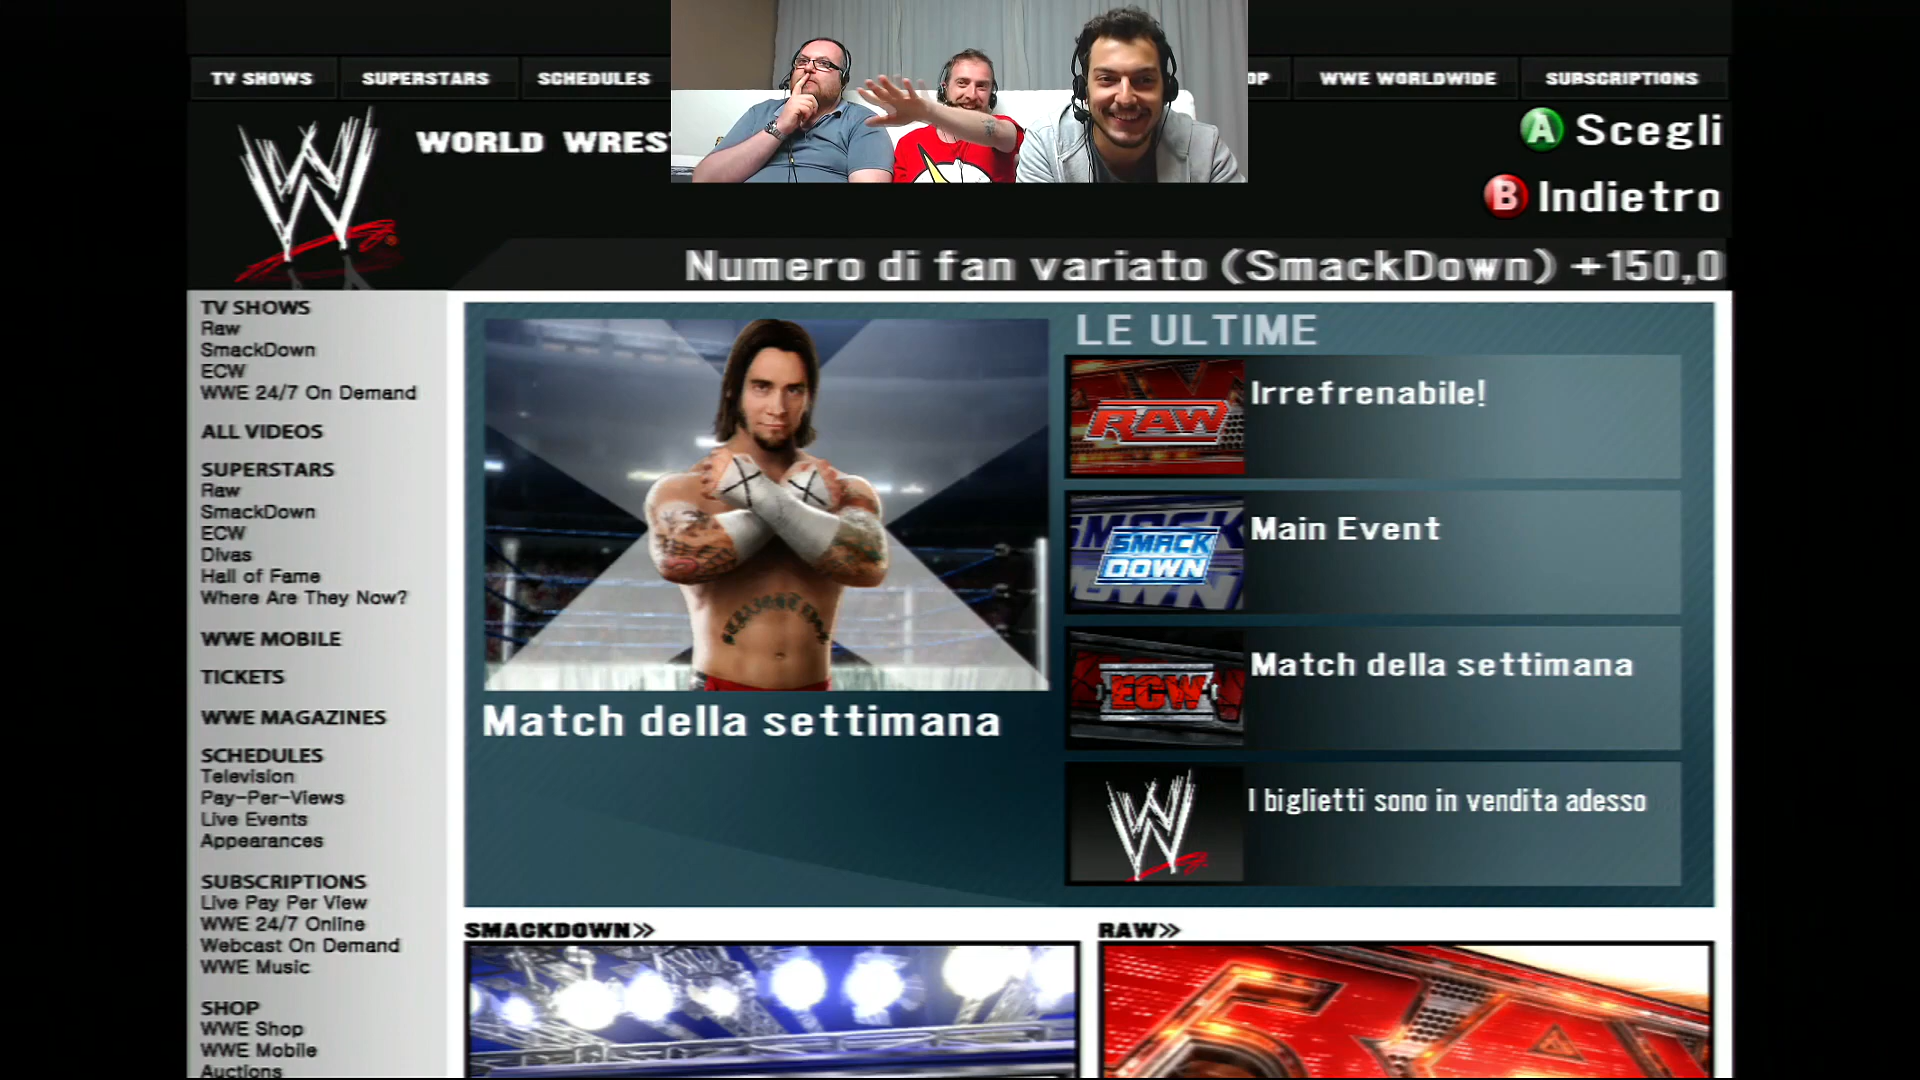 TV SHOWS
SUPERSTARS
SCHEDULES
OP
WWE WORLDWIDE
SUBSCRIPTIONS
WORLD WRES
A Scegli
B Indietro
Numero di fan variato (SmackDown) +150,0
TV SHOWS
Raw
SmackDown
ECW
WWE 24/7 On Demand
ALL VIDEOS
SUPERSTARS
Raw
SmackDown
ECW
Divas
Hall of Fame
Where Are They Now?
WWE MOBILE
TICKETS
WWE MAGAZINES
SCHEDULES
Television
Pay-Per-Views
Live Events
Appearances
SUBSCRIPTIONS
Live Pay Per View
WWE 24/7 Online
Webcast On Demand
WWE Music
SHOP
WWE Shop
WWE Mobile
Auctions
STRAIGHT EDGE
Match della settimana
LE ULTIME
RAW
Irrefrenabile!
SMACK
DOWN
Main Event
ECW
Match della settimana
W
I biglietti sono in vendita adesso
SMACKDOWN>>
RAW>>